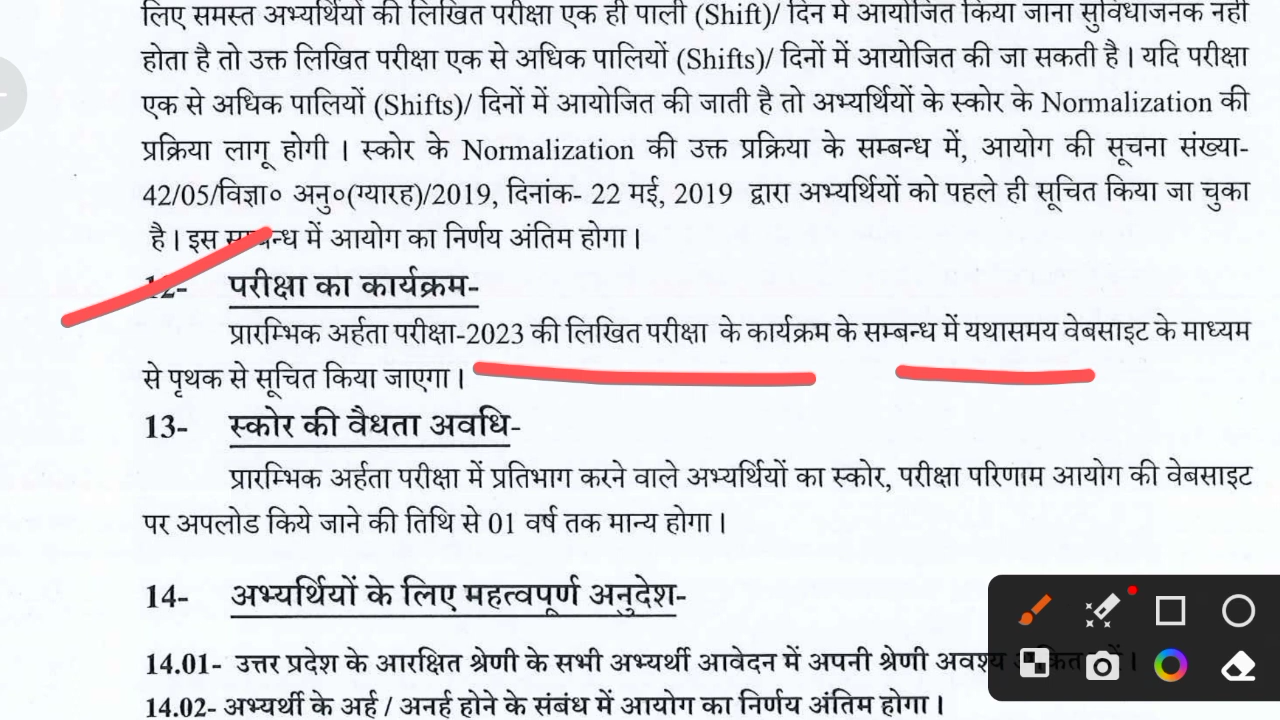 लिए समस्त अभ्यर्थियों की लिखित परीक्षा एक ही पाली (Shift)/ दिन में आयोजित किया जाना सुविधाजनक नहीं
होता है तो उक्त लिखित परीक्षा एक से अधिक पालियों (Shifts)/ दिनों में आयोजित की जा सकती है। यदि परीक्षा
एक से अधिक पालियों (Shifts)/ दिनों में आयोजित की जाती है तो अभ्यर्थियों के स्कोर के Normalization की
प्रक्रिया लागू होगी । स्कोर के Normalization की उक्त प्रक्रिया के सम्बन्ध में, आयोग की सूचना संख्या-
42/05/विज्ञा० अनु०(ग्यारह)/2019, दिनांक- 22 मई, 2019 द्वारा अभ्यर्थियों को पहले ही सूचित किया जा चुका
है। इस सम्बन्ध में आयोग का निर्णय अंतिम होगा।
12- परीक्षा का कार्यक्रम-
प्रारम्भिक अर्हता परीक्षा-2023 की लिखित परीक्षा के कार्यक्रम के सम्बन्ध में यथासमय वेबसाइट के माध्यम
से पृथक से सूचित किया जाएगा।
13- स्कोर की वैधता अवधि-
प्रारम्भिक अर्हता परीक्षा में प्रतिभाग करने वाले अभ्यर्थियों का स्कोर, परीक्षा परिणाम आयोग की वेबसाइट
पर अपलोड किये जाने की तिथि से 01 वर्ष तक मान्य होगा।
14- अभ्यर्थियों के लिए महत्वपूर्ण अनुदेश-
14.01- उत्तर प्रदेश के आरक्षित श्रेणी के सभी अभ्यर्थी आवेदन में अपनी श्रेणी अवश्य
14.02- अभ्यर्थी के अर्ह / अनर्ह होने के संबंध में आयोग का निर्णय अंतिम होगा।